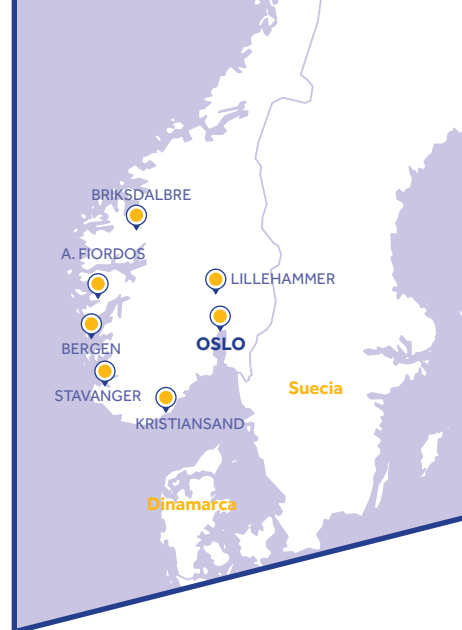 BRIKSDALBRE
A. FIORDOS
LILLEHAMMER
OSLO
BERGEN
Suecia
STAVANGER
KRISTIANSAND
Dinamarca